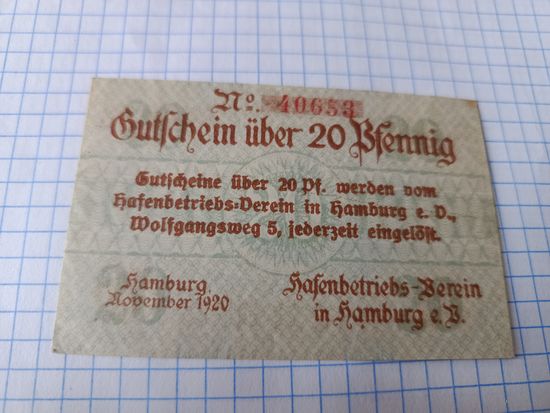 No. 40653
Gutschein über 20 Pfennig
Gutscheine über 20 Pf. werden vom
Hafenbetriebs-Verein in Hamburg e. V.,
Wolfgangsweg 5, jederzeit eingelöst.
Hamburg,
November 1920
Hafenbetriebs-Verein
in Hamburg e. V.